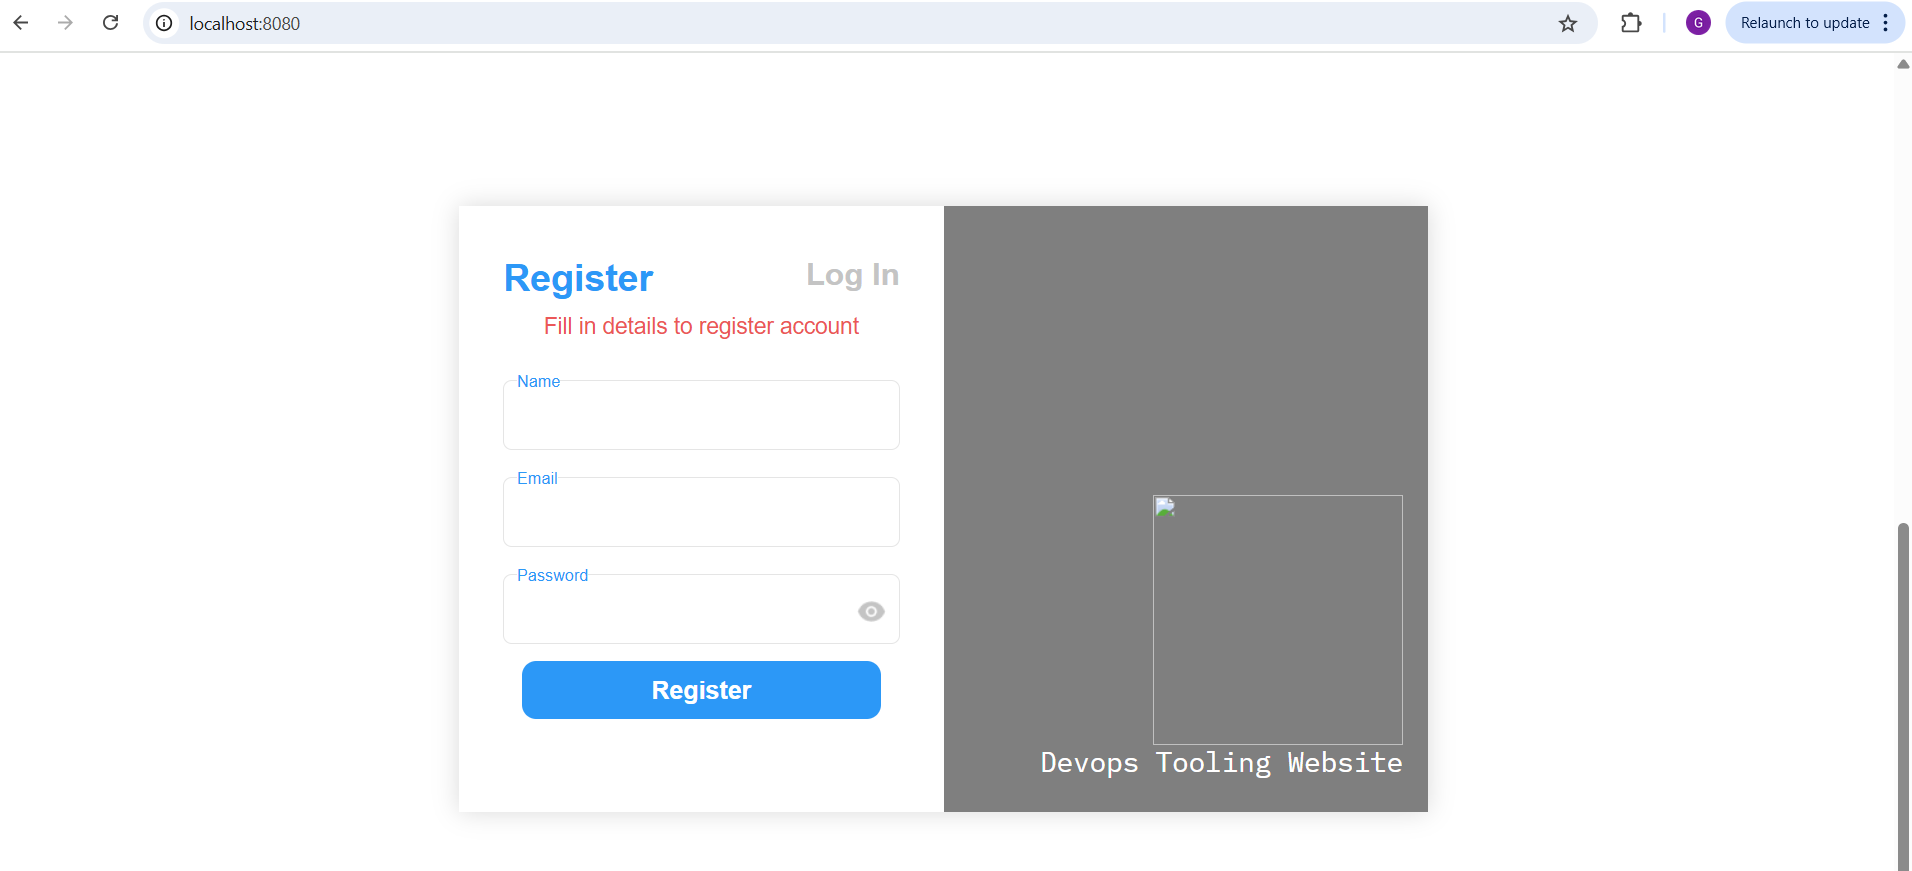 localhost:8080
G
Relaunch to update
Register
Log In
Fill in details to register account
Name
Email
Password
Register
Devops Tooling Website